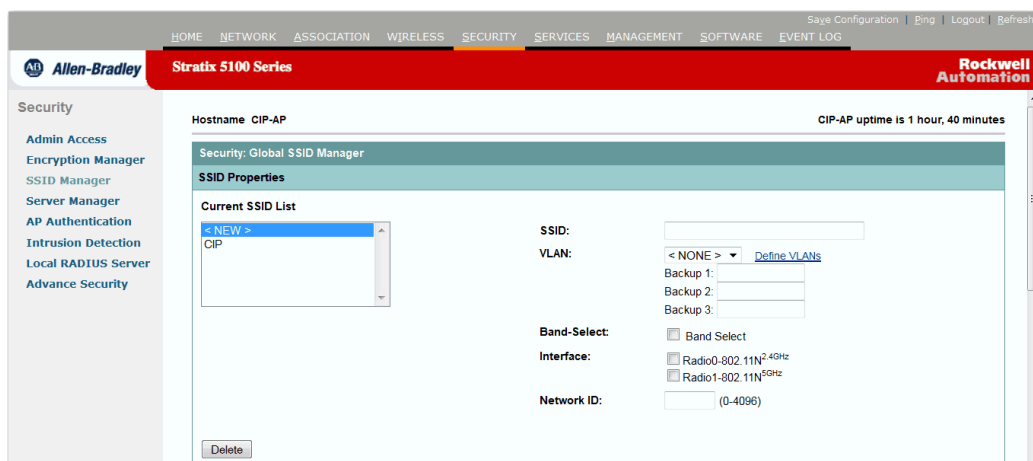 Save Configuration | Ping | Logout | Refresh
HOME NETWORK ASSOCIATION WIRELESS SECURITY SERVICES MANAGEMENT SOFTWARE EVENT LOG
AB Allen-Bradley
Stratix 5100 Series
Rockwell
Automation
Security
Admin Access
Encryption Manager
SSID Manager
Server Manager
AP Authentication
Intrusion Detection
Local RADIUS Server
Advance Security
Hostname CIP-AP
CIP-AP uptime is 1 hour, 40 minutes
Security: Global SSID Manager
SSID Properties
Current SSID List
< NEW >
CIP
Delete
SSID:
VLAN: < NONE > Define VLANs
Backup 1:
Backup 2:
Backup 3:
Band-Select: Band Select
Interface: Radio0-802.11N2.4GHz
Radio1-802.11N5GHz
Network ID: (0-4096)